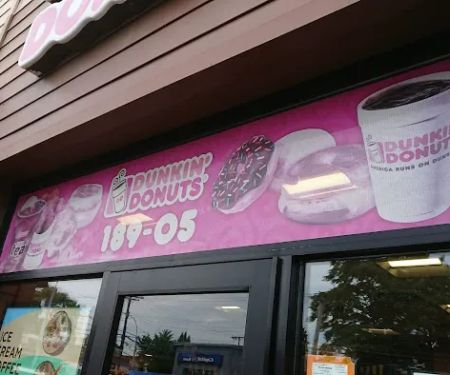 DUNKIN'
DONUTS
189-05
DUNKIN'
DONUTS
AMERICA RUNS ON DUNKIN'
ICE
CREAM